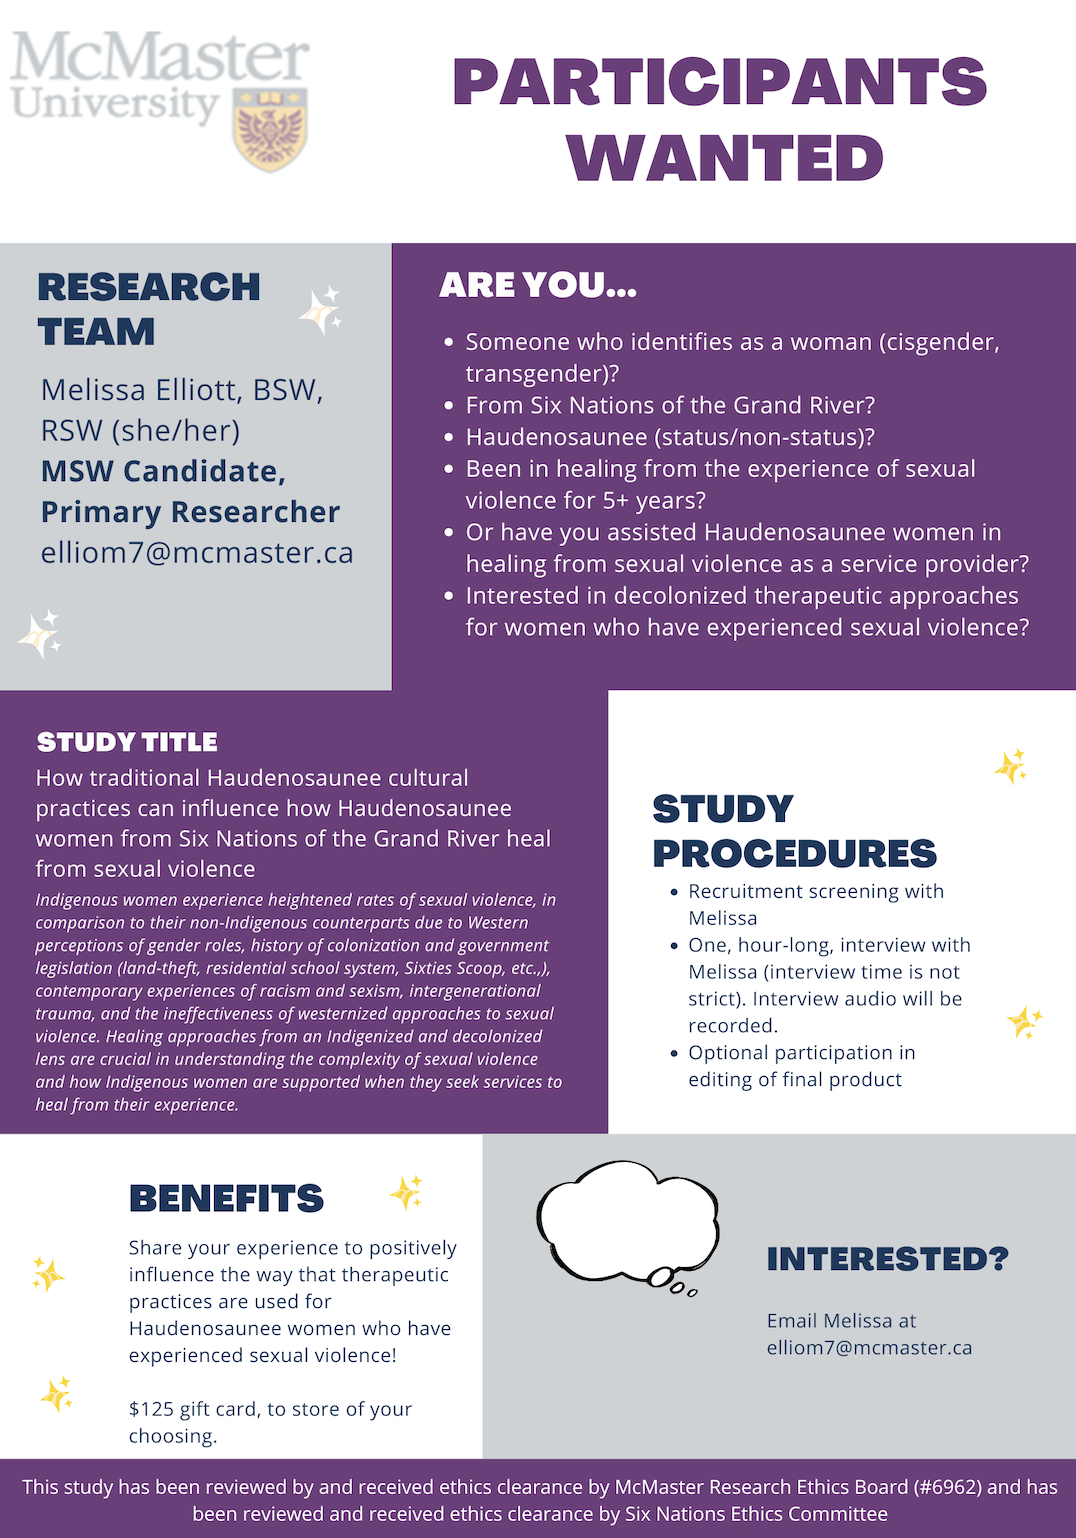 McMaster
University
PARTICIPANTS
WANTED
RESEARCH
TEAM
Melissa Elliott, BSW,
RSW (she/her)
MSW Candidate,
Primary Researcher
elliom7@mcmaster.ca
ARE YOU...
• Someone who identifies as a woman (cisgender,
transgender)?
• From Six Nations of the Grand River?
• Haudenosaunee (status/non-status)?
• Been in healing from the experience of sexual
violence for 5+ years?
• Or have you assisted Haudenosaunee women in
healing from sexual violence as a service provider?
• Interested in decolonized therapeutic approaches
for women who have experienced sexual violence?
STUDY TITLE
How traditional Haudenosaunee cultural
practices can influence how Haudenosaunee
women from Six Nations of the Grand River heal
from sexual violence
Indigenous women experience heightened rates of sexual violence, in
comparison to their non-Indigenous counterparts due to Western
perceptions of gender roles, history of colonization and government
legislation (land-theft, residential school system, Sixties Scoop, etc.,),
contemporary experiences of racism and sexism, intergenerational
trauma, and the ineffectiveness of westernized approaches to sexual
violence. Healing approaches from an Indigenized and decolonized
lens are crucial in understanding the complexity of sexual violence
and how Indigenous women are supported when they seek services to
heal from their experience.
STUDY
PROCEDURES
• Recruitment screening with
Melissa
• One, hour-long, interview with
Melissa (interview time is not
strict). Interview audio will be
recorded.
• Optional participation in
editing of final product
BENEFITS
Share your experience to positively
influence the way that therapeutic
practices are used for
Haudenosaunee women who have
experienced sexual violence!
$125 gift card, to store of your
choosing.
INTERESTED?
Email Melissa at
elliom7@mcmaster.ca
This study has been reviewed by and received ethics clearance by McMaster Research Ethics Board (#6962) and has
been reviewed and received ethics clearance by Six Nations Ethics Committee